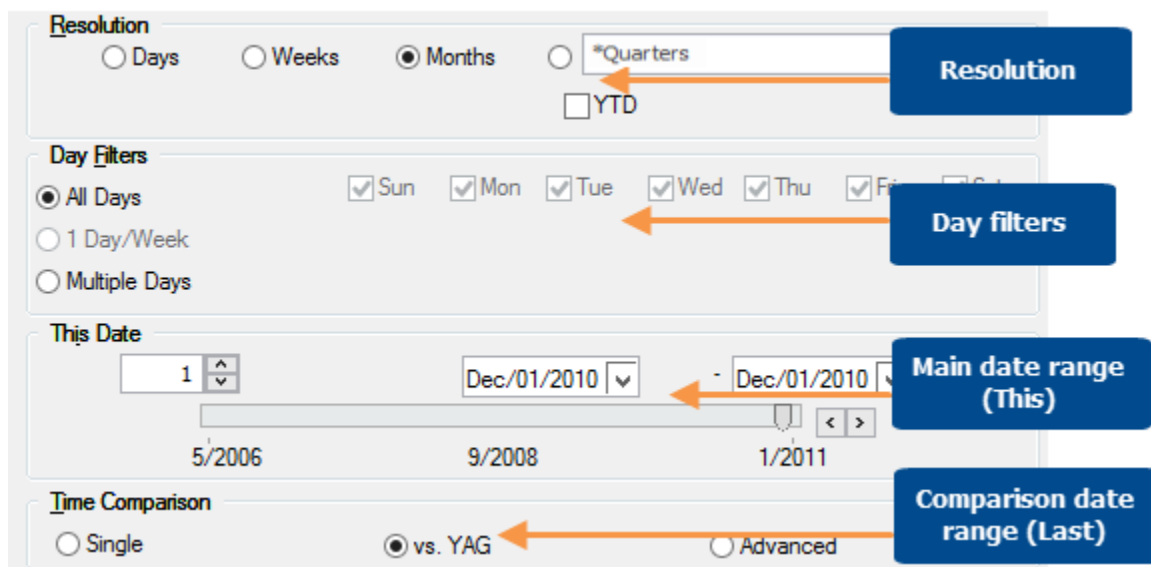 Resolution
Days Weeks Months *Quarters
YTD
Resolution
Day Filters
All Days Sun Mon Tue Wed Thu
1 Day/Week
Multiple Days
Day filters
This Date
1 Dec/01/2010 - Dec/01/2010
< >
5/2006 9/2008 1/2011
Main date range
(This)
Time Comparison
Single vs. YAG Advanced
Comparison date
range (Last)